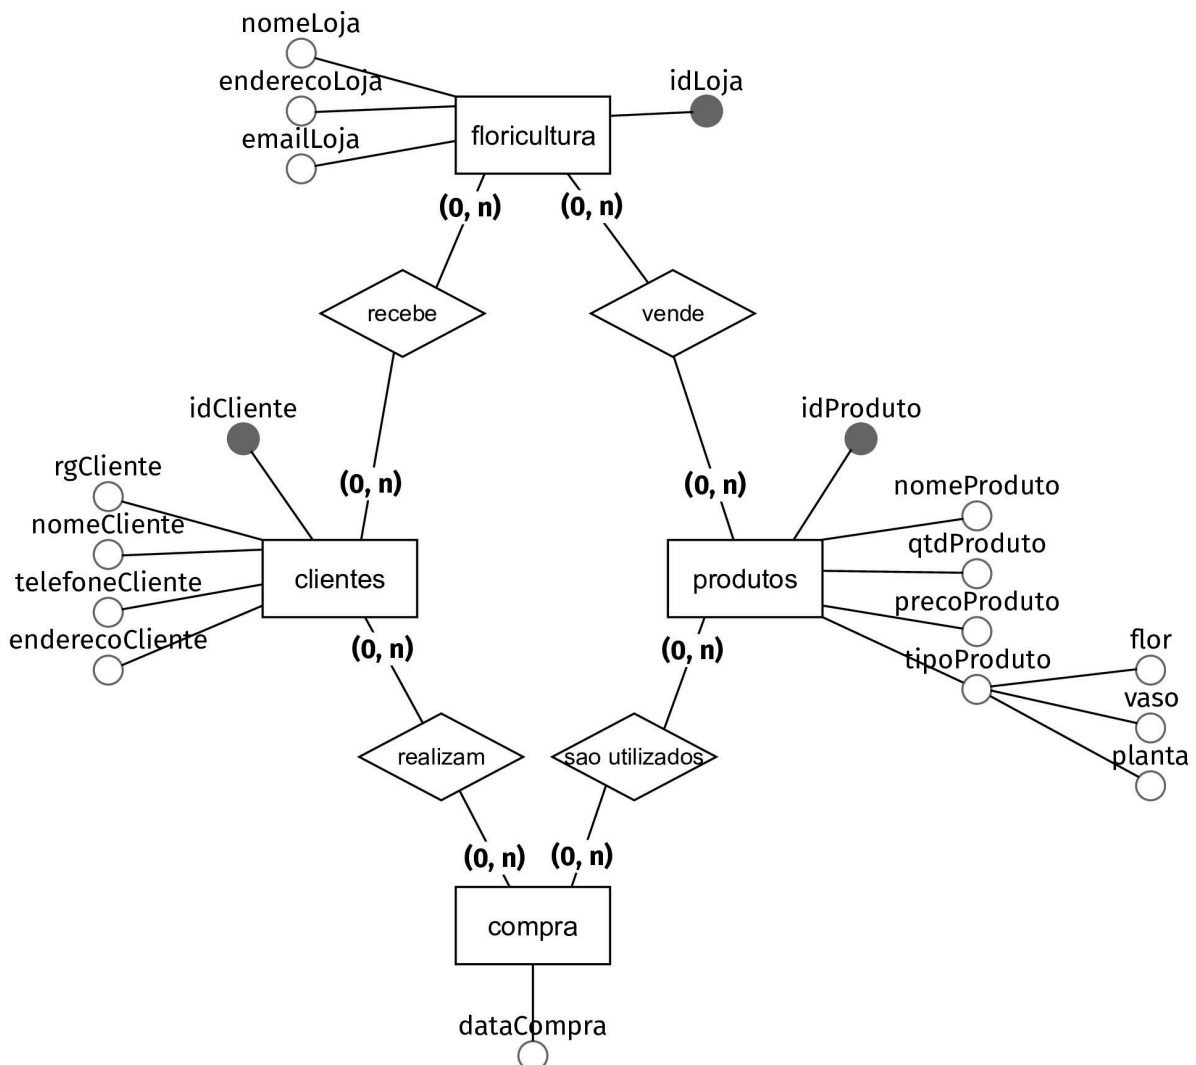 nomeLoja
enderecoLoja
idLoja
emailLoja
floricultura
(0, n)
(0, n)
recebe
vende
idCliente
idProduto
rgCliente
(0, n)
(0, n)
nomeProduto
nomeCliente
qtdProduto
telefoneCliente
clientes
produtos
precoProduto
enderecoCliente
(0, n)
(0, n)
tipoProduto
flor
vaso
planta
realizam
sao utilizados
(0, n)
(0, n)
compra
dataCompra